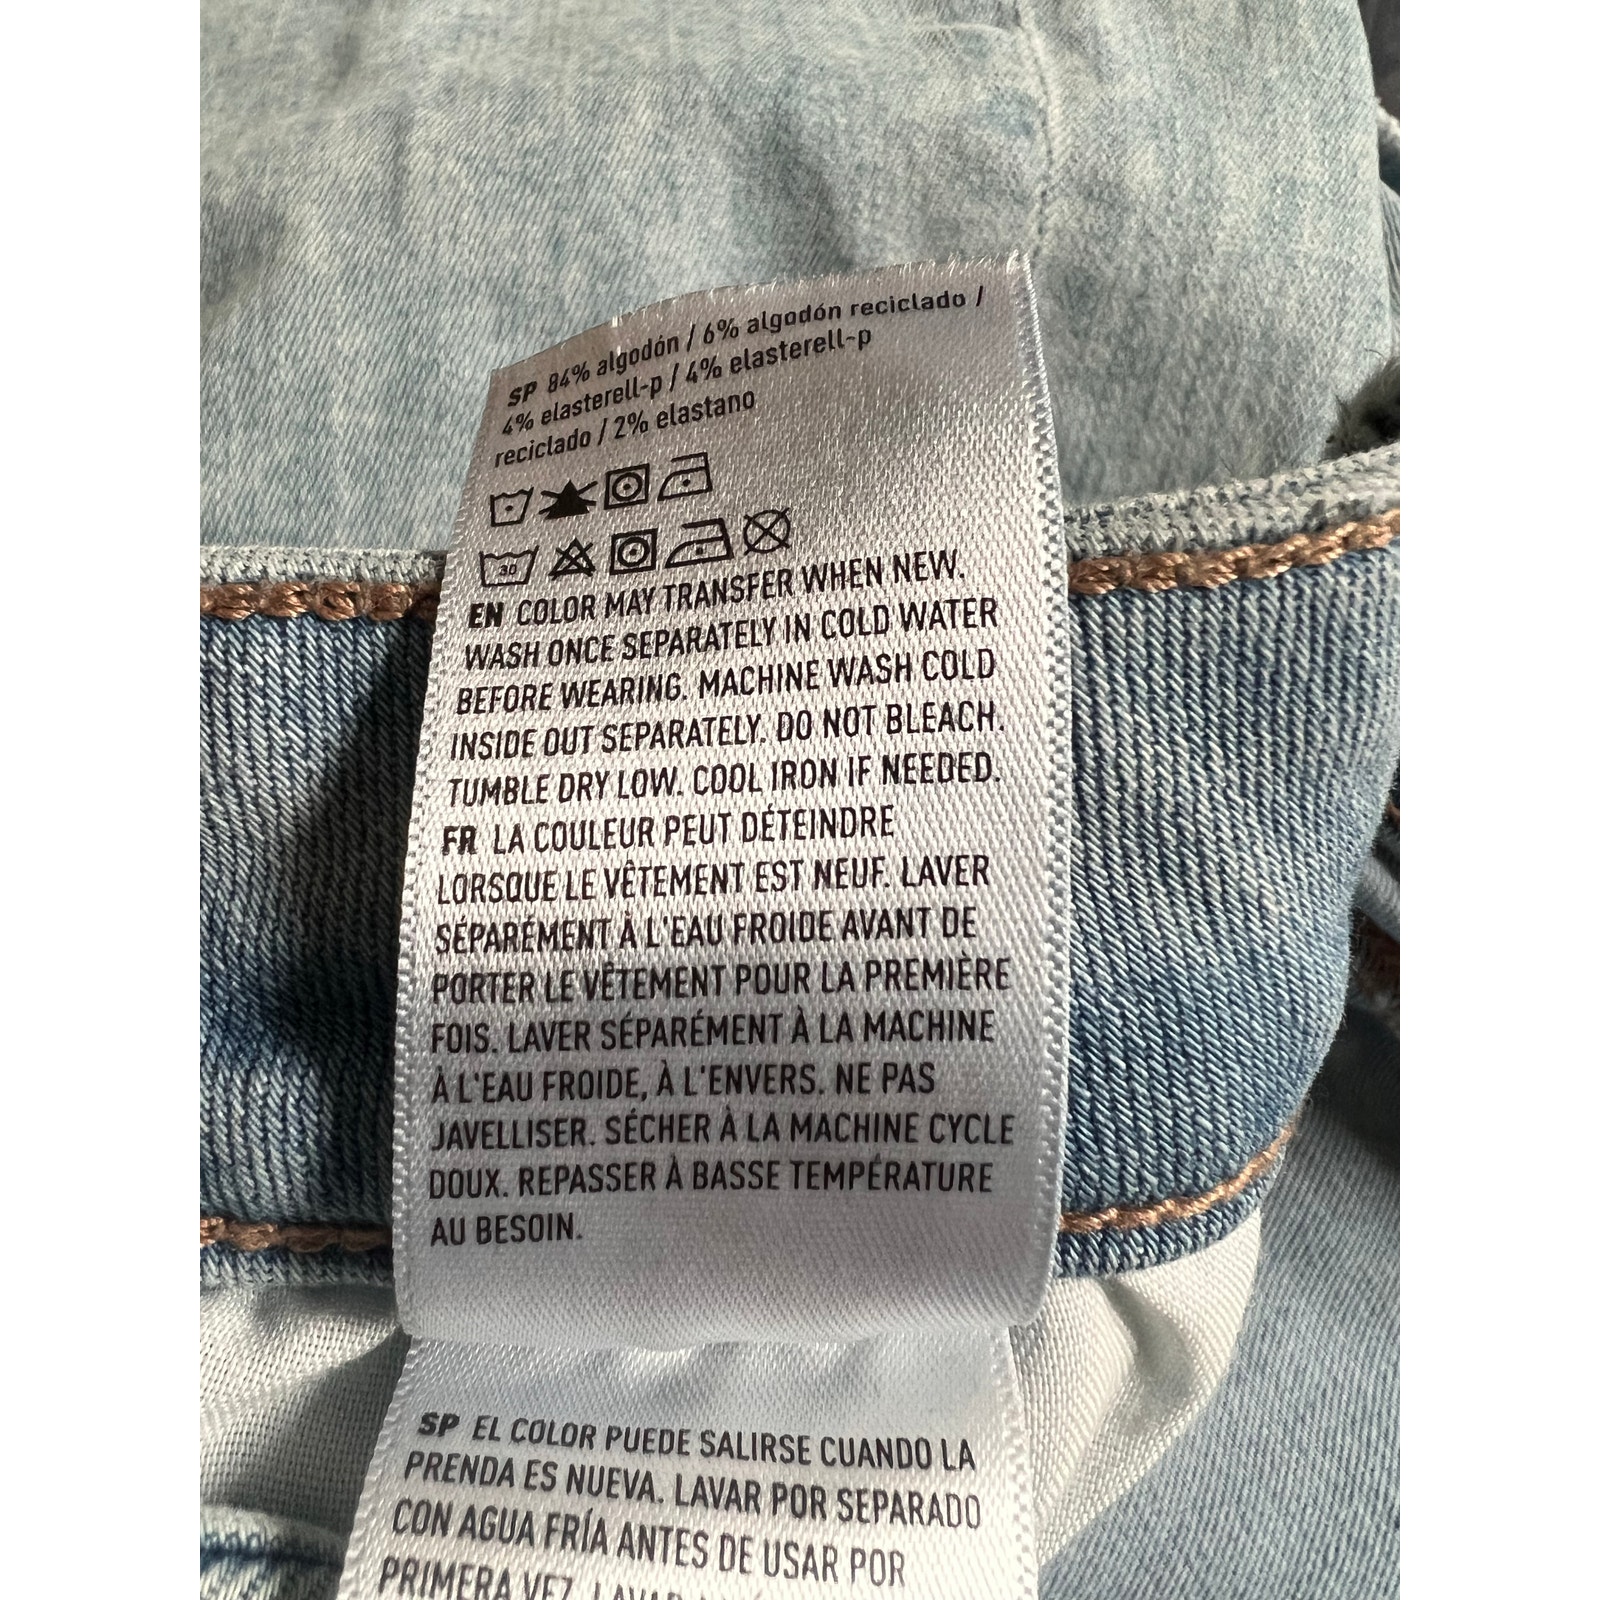 SP 84% algodón / 6% algodón reciclado /
4% elasterell-p / 4% elasterell-p
reciclado / 2% elastano
30
EN COLOR MAY TRANSFER WHEN NEW.
WASH ONCE SEPARATELY IN COLD WATER
BEFORE WEARING. MACHINE WASH COLD
INSIDE OUT SEPARATELY. DO NOT BLEACH.
TUMBLE DRY LOW. COOL IRON IF NEEDED.
FR LA COULEUR PEUT DÉTEINDRE
LORSQUE LE VÊTEMENT EST NEUF. LAVER
SÉPARÉMENT À L'EAU FROIDE AVANT DE
PORTER LE VÊTEMENT POUR LA PREMIÈRE
FOIS. LAVER SÉPARÉMENT À LA MACHINE
À L'EAU FROIDE, À L'ENVERS. NE PAS
JAVELLISER. SÉCHER À LA MACHINE CYCLE
DOUX. REPASSER À BASSE TEMPÉRATURE
AU BESOIN.
SP EL COLOR PUEDE SALIRSE CUANDO LA
PRENDA ES NUEVA. LAVAR POR SEPARADO
CON AGUA FRÍA ANTES DE USAR POR
PRIMERA VEZ.